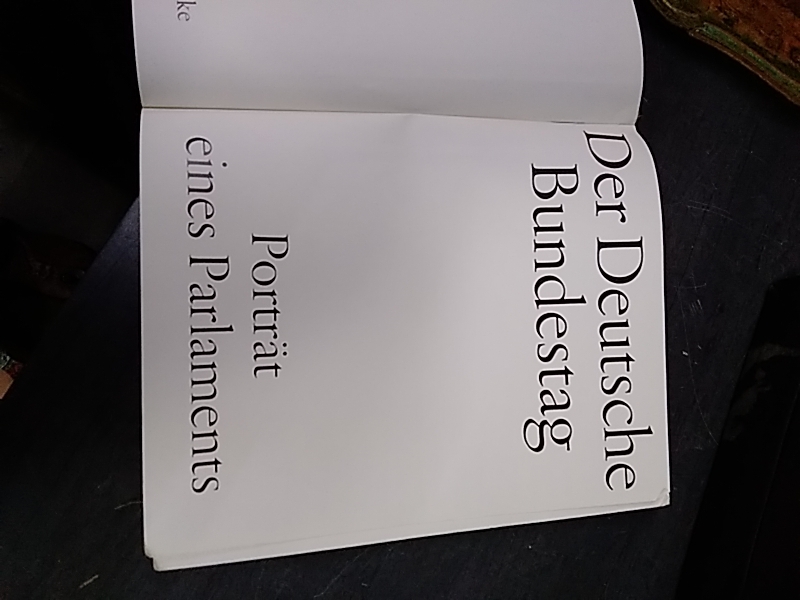 Der Deutsche
Bundestag
Porträt
eines Parlaments